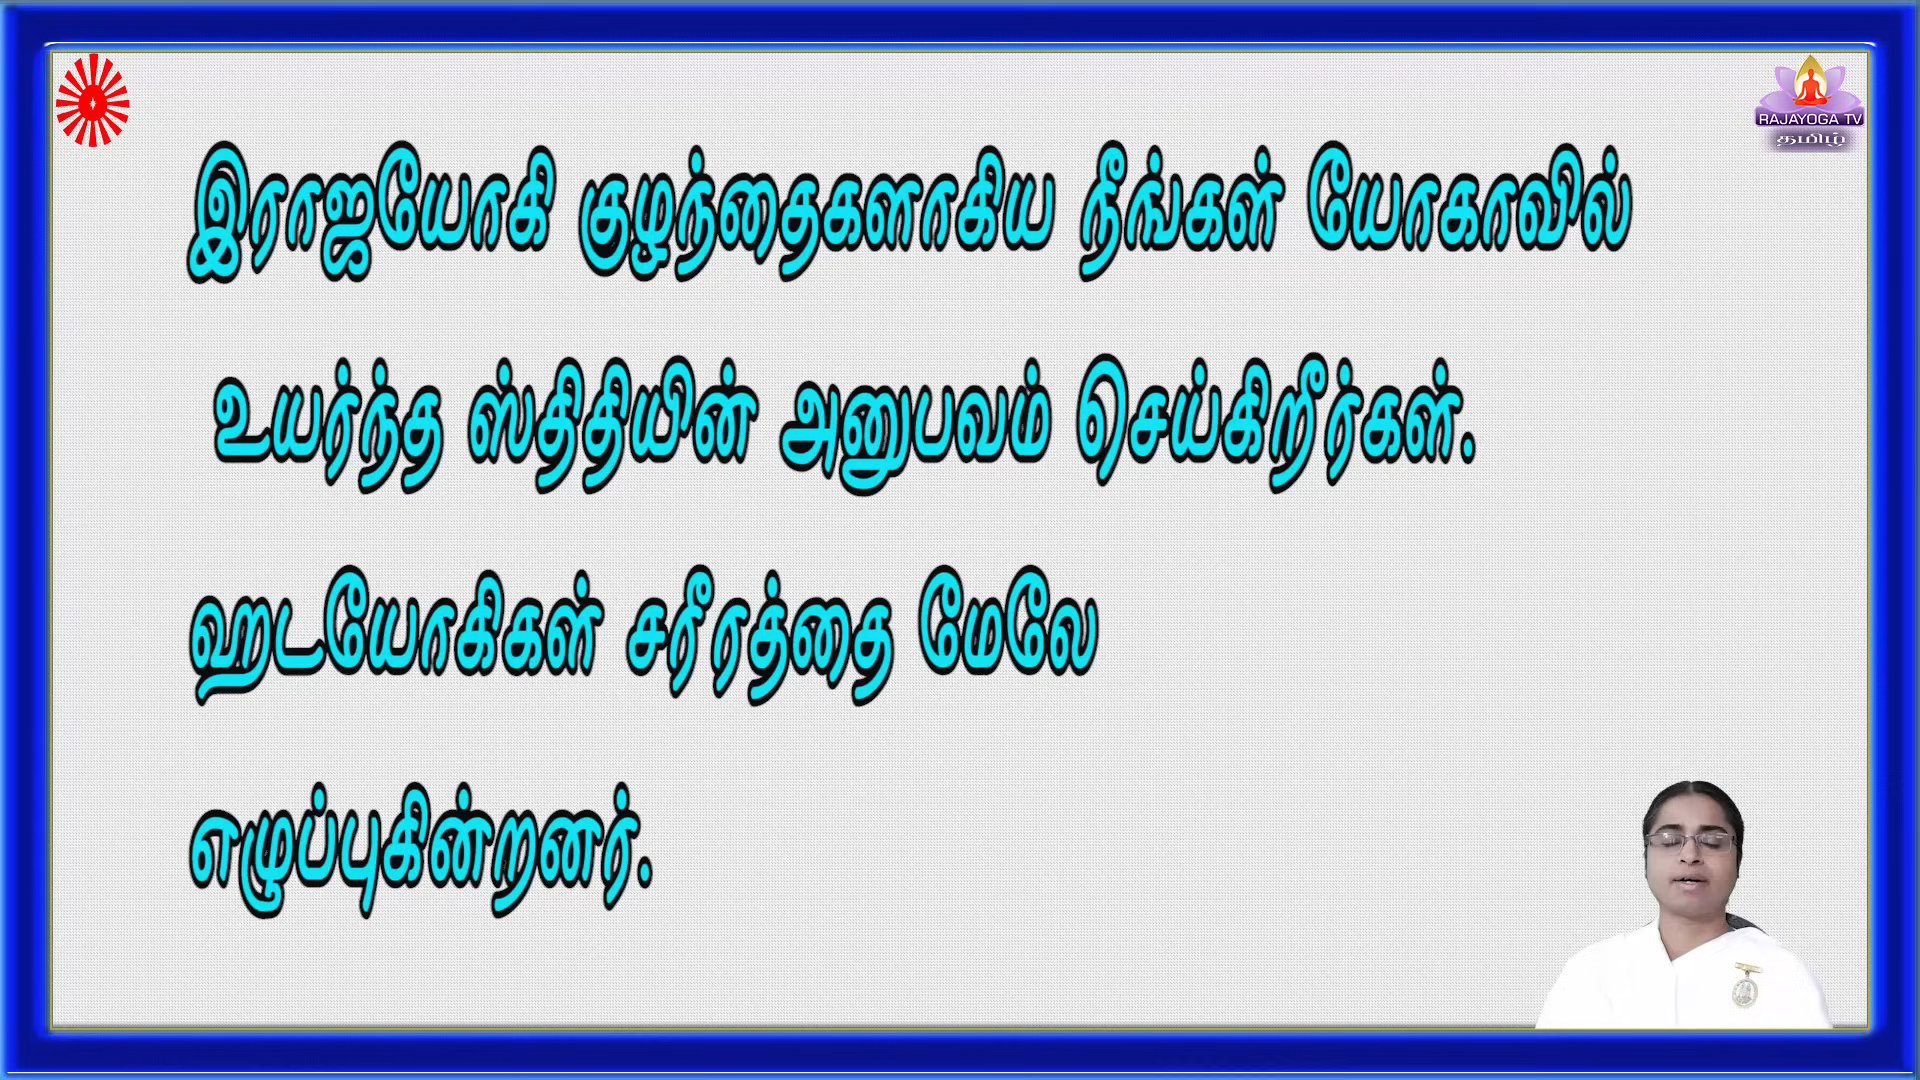 RAJAYOGA TV
தமிழ்
இராஜயோகி குழந்தைகளாகிய நீங்கள் யோகாவில்
உயர்ந்த ஸ்திதியின் அனுபவம் செய்கிறீர்கள்.
ஹடயோகிகள் சரீரத்தை மேலே
எழுப்புகின்றனர்.